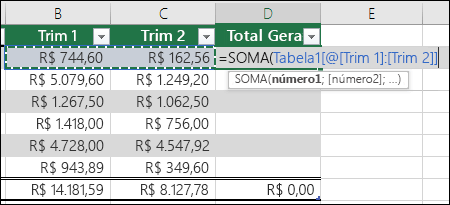 B C D E
Trim 1 Trim 2 Total Gera
R$ 744,60 R$ 162,56 =SOMA(Tabela1[@[Trim 1]:[Trim 2]]
R$ 5.079,60 R$ 1.249,20 SOMA(número1; [número2]; ...)
R$ 1.267,50 R$ 1.062,50
R$ 1.418,00 R$ 756,00
R$ 4.728,00 R$ 4.547,92
R$ 943,89 R$ 349,60
R$ 14.181,59 R$ 8.127,78 R$ 0,00